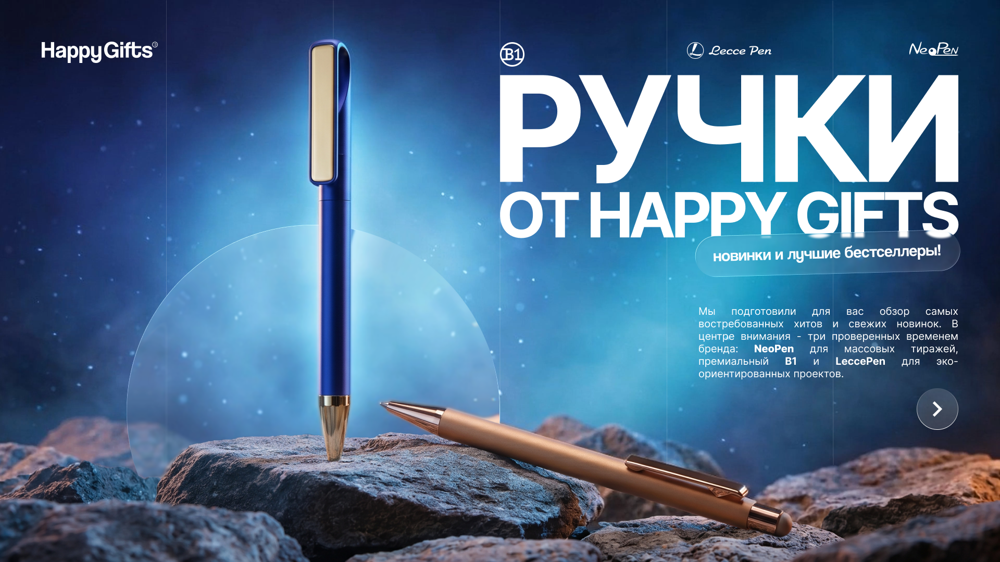 HappyGifts
B1
Lecce Pen
NeoPen
РУЧКИ
ОТ HAPPY GIFTS
новинки и лучшие бестселлеры!
Мы подготовили для вас обзор самых
востребованных хитов и свежих новинок. В
центре внимания - три проверенных временем
бренда: NeoPen для массовых тиражей,
премиальный B1 и LeccePen для эко-
ориентированных проектов.